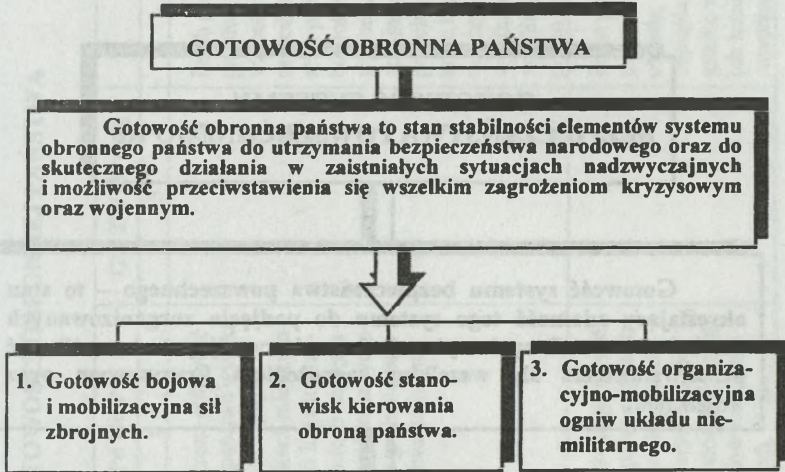 GOTOWOŚĆ OBRONNA PAŃSTWA
Gotowość obronna państwa to stan stabilności elementów systemu
obronnego państwa do utrzymania bezpieczeństwa narodowego oraz do
skutecznego działania w zaistniałych sytuacjach nadzwyczajnych
i możliwość przeciwstawienia się wszelkim zagrożeniom kryzysowym
oraz wojennym.
1. Gotowość bojowa
i mobilizacyjna sił
zbrojnych.
2. Gotowość stano-
wisk kierowania
obroną państwa.
3. Gotowość organiza-
cyjno-mobilizacyjna
ogniw układu nie-
militarnego.